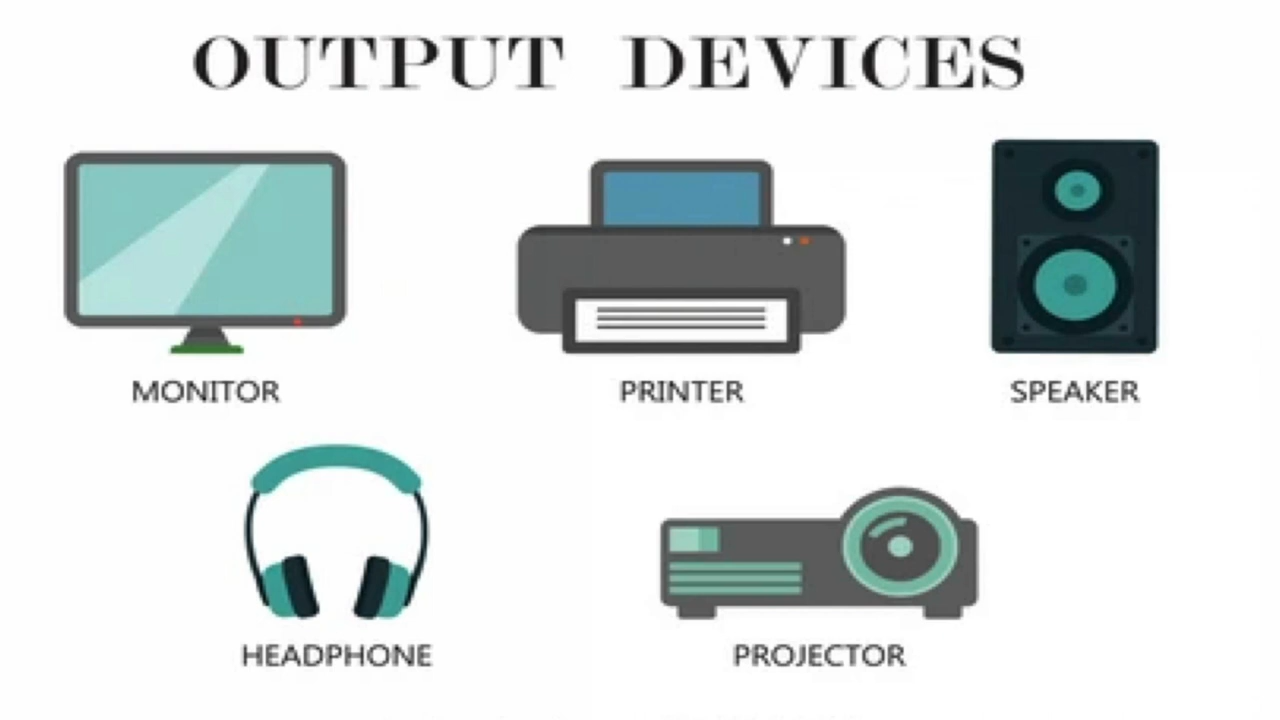 OUTPUT DEVICES
MONITOR
PRINTER
SPEAKER
HEADPHONE
PROJECTOR